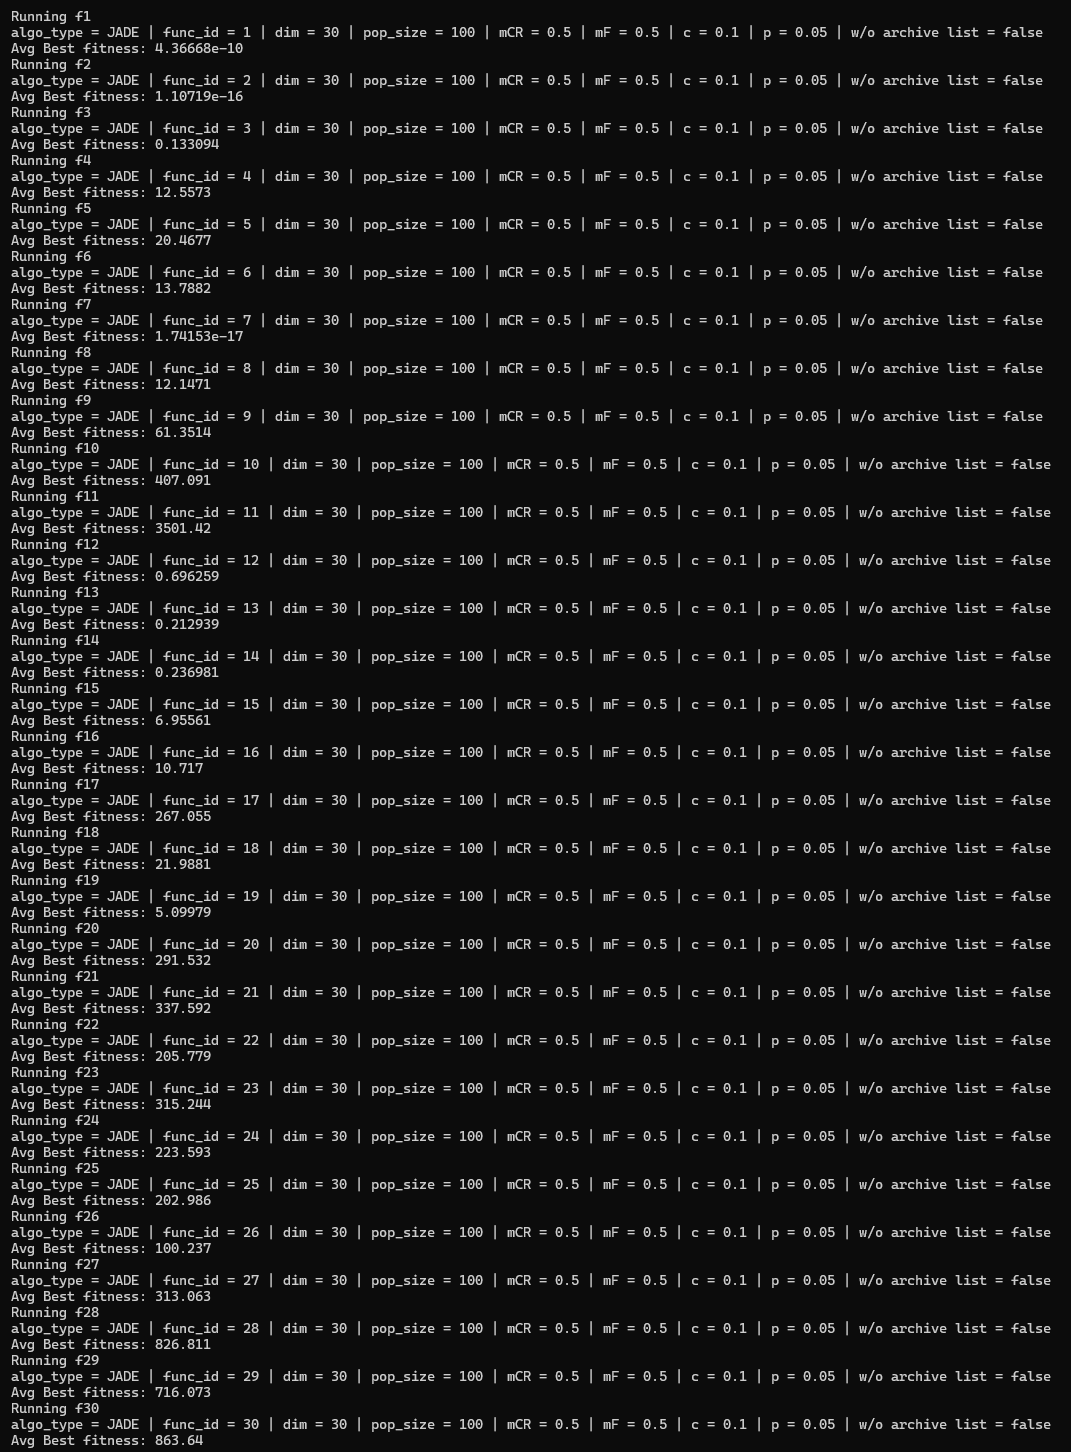 Running f1
algo_type = JADE | func_id = 1 | dim = 30 | pop_size = 100 | mCR = 0.5 | mF = 0.5 | c = 0.1 | p = 0.05 | w/o archive list = false
Avg Best fitness: 4.36668e-10
Running f2
algo_type = JADE | func_id = 2 | dim = 30 | pop_size = 100 | mCR = 0.5 | mF = 0.5 | c = 0.1 | p = 0.05 | w/o archive list = false
Avg Best fitness: 1.10719e-16
Running f3
algo_type = JADE | func_id = 3 | dim = 30 | pop_size = 100 | mCR = 0.5 | mF = 0.5 | c = 0.1 | p = 0.05 | w/o archive list = false
Avg Best fitness: 0.133094
Running f4
algo_type = JADE | func_id = 4 | dim = 30 | pop_size = 100 | mCR = 0.5 | mF = 0.5 | c = 0.1 | p = 0.05 | w/o archive list = false
Avg Best fitness: 12.5573
Running f5
algo_type = JADE | func_id = 5 | dim = 30 | pop_size = 100 | mCR = 0.5 | mF = 0.5 | c = 0.1 | p = 0.05 | w/o archive list = false
Avg Best fitness: 20.4677
Running f6
algo_type = JADE | func_id = 6 | dim = 30 | pop_size = 100 | mCR = 0.5 | mF = 0.5 | c = 0.1 | p = 0.05 | w/o archive list = false
Avg Best fitness: 13.7882
Running f7
algo_type = JADE | func_id = 7 | dim = 30 | pop_size = 100 | mCR = 0.5 | mF = 0.5 | c = 0.1 | p = 0.05 | w/o archive list = false
Avg Best fitness: 1.74153e-17
Running f8
algo_type = JADE | func_id = 8 | dim = 30 | pop_size = 100 | mCR = 0.5 | mF = 0.5 | c = 0.1 | p = 0.05 | w/o archive list = false
Avg Best fitness: 12.1471
Running f9
algo_type = JADE | func_id = 9 | dim = 30 | pop_size = 100 | mCR = 0.5 | mF = 0.5 | c = 0.1 | p = 0.05 | w/o archive list = false
Avg Best fitness: 61.3514
Running f10
algo_type = JADE | func_id = 10 | dim = 30 | pop_size = 100 | mCR = 0.5 | mF = 0.5 | c = 0.1 | p = 0.05 | w/o archive list = false
Avg Best fitness: 407.091
Running f11
algo_type = JADE | func_id = 11 | dim = 30 | pop_size = 100 | mCR = 0.5 | mF = 0.5 | c = 0.1 | p = 0.05 | w/o archive list = false
Avg Best fitness: 3501.42
Running f12
algo_type = JADE | func_id = 12 | dim = 30 | pop_size = 100 | mCR = 0.5 | mF = 0.5 | c = 0.1 | p = 0.05 | w/o archive list = false
Avg Best fitness: 0.696259
Running f13
algo_type = JADE | func_id = 13 | dim = 30 | pop_size = 100 | mCR = 0.5 | mF = 0.5 | c = 0.1 | p = 0.05 | w/o archive list = false
Avg Best fitness: 0.212939
Running f14
algo_type = JADE | func_id = 14 | dim = 30 | pop_size = 100 | mCR = 0.5 | mF = 0.5 | c = 0.1 | p = 0.05 | w/o archive list = false
Avg Best fitness: 0.236981
Running f15
algo_type = JADE | func_id = 15 | dim = 30 | pop_size = 100 | mCR = 0.5 | mF = 0.5 | c = 0.1 | p = 0.05 | w/o archive list = false
Avg Best fitness: 6.95561
Running f16
algo_type = JADE | func_id = 16 | dim = 30 | pop_size = 100 | mCR = 0.5 | mF = 0.5 | c = 0.1 | p = 0.05 | w/o archive list = false
Avg Best fitness: 10.717
Running f17
algo_type = JADE | func_id = 17 | dim = 30 | pop_size = 100 | mCR = 0.5 | mF = 0.5 | c = 0.1 | p = 0.05 | w/o archive list = false
Avg Best fitness: 267.055
Running f18
algo_type = JADE | func_id = 18 | dim = 30 | pop_size = 100 | mCR = 0.5 | mF = 0.5 | c = 0.1 | p = 0.05 | w/o archive list = false
Avg Best fitness: 21.9881
Running f19
algo_type = JADE | func_id = 19 | dim = 30 | pop_size = 100 | mCR = 0.5 | mF = 0.5 | c = 0.1 | p = 0.05 | w/o archive list = false
Avg Best fitness: 5.09979
Running f20
algo_type = JADE | func_id = 20 | dim = 30 | pop_size = 100 | mCR = 0.5 | mF = 0.5 | c = 0.1 | p = 0.05 | w/o archive list = false
Avg Best fitness: 291.532
Running f21
algo_type = JADE | func_id = 21 | dim = 30 | pop_size = 100 | mCR = 0.5 | mF = 0.5 | c = 0.1 | p = 0.05 | w/o archive list = false
Avg Best fitness: 337.592
Running f22
algo_type = JADE | func_id = 22 | dim = 30 | pop_size = 100 | mCR = 0.5 | mF = 0.5 | c = 0.1 | p = 0.05 | w/o archive list = false
Avg Best fitness: 205.779
Running f23
algo_type = JADE | func_id = 23 | dim = 30 | pop_size = 100 | mCR = 0.5 | mF = 0.5 | c = 0.1 | p = 0.05 | w/o archive list = false
Avg Best fitness: 315.244
Running f24
algo_type = JADE | func_id = 24 | dim = 30 | pop_size = 100 | mCR = 0.5 | mF = 0.5 | c = 0.1 | p = 0.05 | w/o archive list = false
Avg Best fitness: 223.593
Running f25
algo_type = JADE | func_id = 25 | dim = 30 | pop_size = 100 | mCR = 0.5 | mF = 0.5 | c = 0.1 | p = 0.05 | w/o archive list = false
Avg Best fitness: 202.986
Running f26
algo_type = JADE | func_id = 26 | dim = 30 | pop_size = 100 | mCR = 0.5 | mF = 0.5 | c = 0.1 | p = 0.05 | w/o archive list = false
Avg Best fitness: 100.237
Running f27
algo_type = JADE | func_id = 27 | dim = 30 | pop_size = 100 | mCR = 0.5 | mF = 0.5 | c = 0.1 | p = 0.05 | w/o archive list = false
Avg Best fitness: 313.063
Running f28
algo_type = JADE | func_id = 28 | dim = 30 | pop_size = 100 | mCR = 0.5 | mF = 0.5 | c = 0.1 | p = 0.05 | w/o archive list = false
Avg Best fitness: 826.811
Running f29
algo_type = JADE | func_id = 29 | dim = 30 | pop_size = 100 | mCR = 0.5 | mF = 0.5 | c = 0.1 | p = 0.05 | w/o archive list = false
Avg Best fitness: 716.073
Running f30
algo_type = JADE | func_id = 30 | dim = 30 | pop_size = 100 | mCR = 0.5 | mF = 0.5 | c = 0.1 | p = 0.05 | w/o archive list = false
Avg Best fitness: 863.64